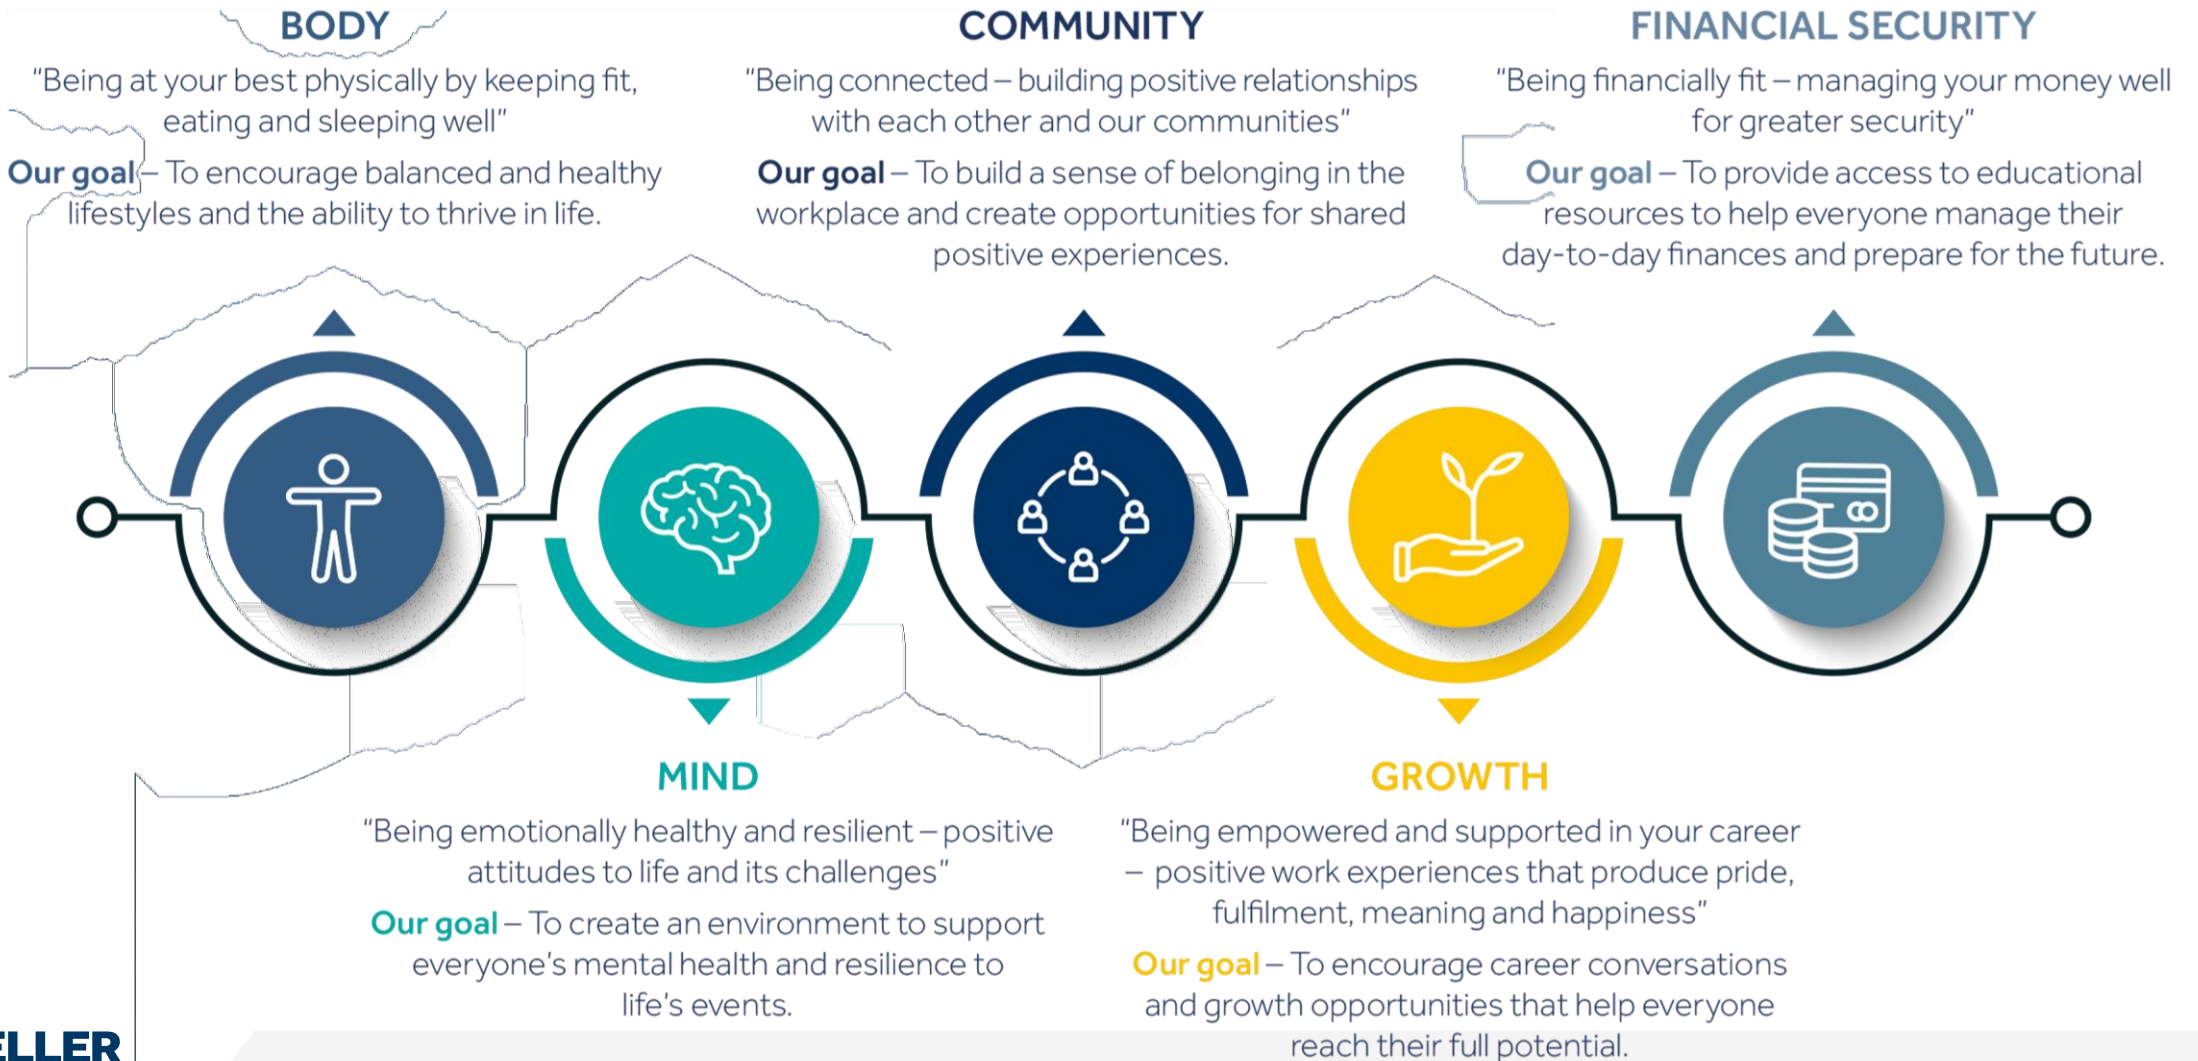 BODY
"Being at your best physically by keeping fit,
eating and sleeping well"
Our goal – To encourage balanced and healthy
lifestyles and the ability to thrive in life.
COMMUNITY
"Being connected – building positive relationships
with each other and our communities"
Our goal – To build a sense of belonging in the
workplace and create opportunities for shared
positive experiences.
FINANCIAL SECURITY
"Being financially fit – managing your money well
for greater security"
Our goal – To provide access to educational
resources to help everyone manage their
day-to-day finances and prepare for the future.
MIND
"Being emotionally healthy and resilient – positive
attitudes to life and its challenges"
Our goal – To create an environment to support
everyone's mental health and resilience to
life's events.
GROWTH
"Being empowered and supported in your career
– positive work experiences that produce pride,
fulfilment, meaning and happiness"
Our goal – To encourage career conversations
and growth opportunities that help everyone
reach their full potential.
ELLER